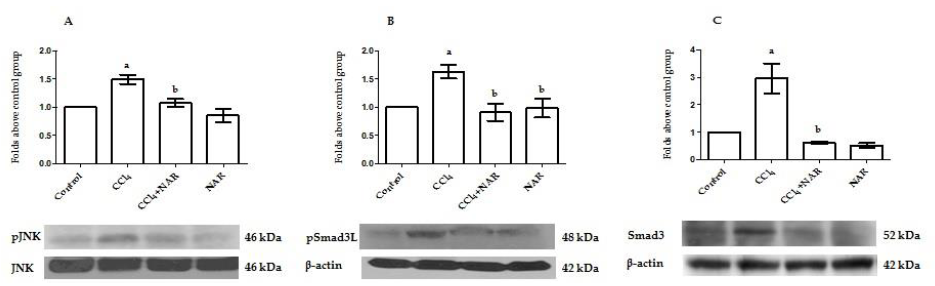 A
B
C
Folds above control group
2.0
1.5
1.0
0.5
0.0
a
b
Control
CCl₄
CCl₄+NAR
NAR
Folds above control group
2.0
1.5
1.0
0.5
0.0
a
b
b
Control
CCl₄
CCl₄+NAR
NAR
Folds above control group
4
3
2
1
0
a
b
Control
CCl₄
CCl₄+NAR
NAR
pJNK
46 kDa
JNK
46 kDa
pSmad3L
48 kDa
β-actin
42 kDa
Smad3
52 kDa
β-actin
42 kDa